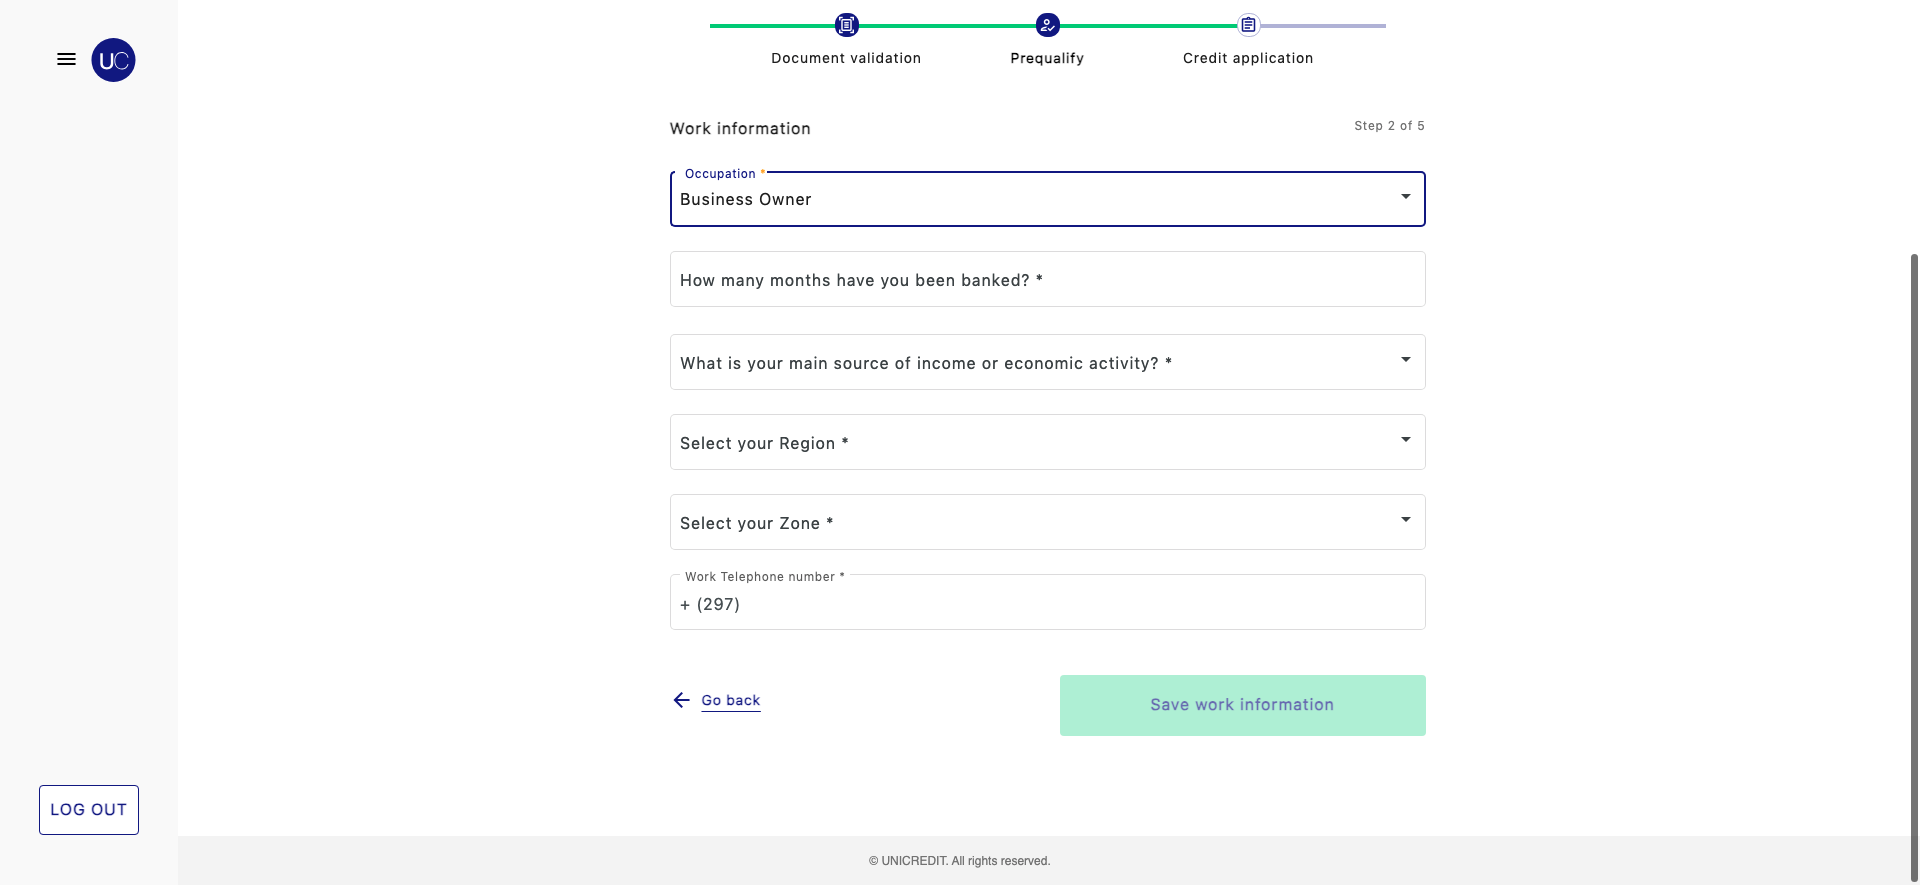 UC
Document validation
Prequalify
Credit application
Work information
Step 2 of 5
Occupation *
Business Owner
How many months have you been banked? *
What is your main source of income or economic activity? *
Select your Region *
Select your Zone *
Work Telephone number *
+ (297)
Go back
Save work information
LOG OUT
© UNICREDIT. All rights reserved.